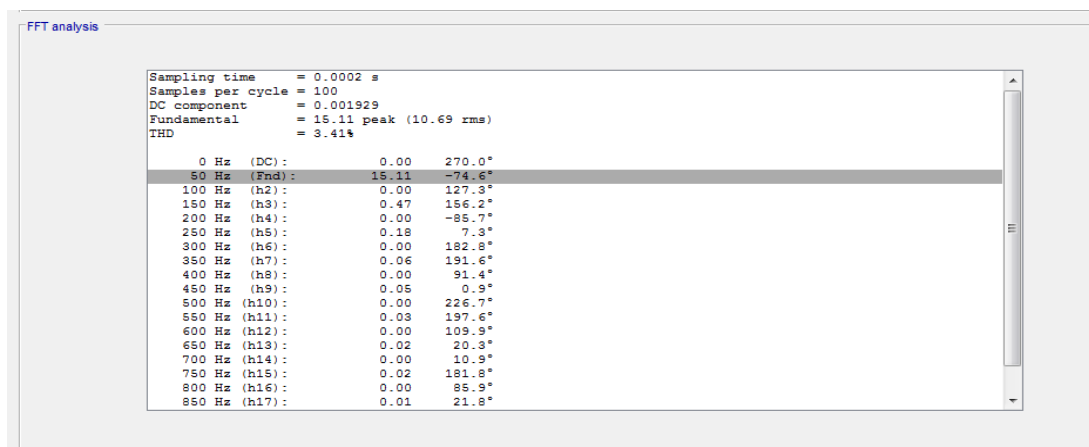 FFT analysis
Sampling time = 0.0002 s
Samples per cycle = 100
DC component = 0.001929
Fundamental = 15.11 peak (10.69 rms)
THD = 3.41%
0 Hz (DC): 0.00 270.0°
50 Hz (Fnd): 15.11 -74.6°
100 Hz (h2): 0.00 127.3°
150 Hz (h3): 0.47 156.2°
200 Hz (h4): 0.00 -85.7°
250 Hz (h5): 0.18 7.3°
300 Hz (h6): 0.00 182.8°
350 Hz (h7): 0.06 191.6°
400 Hz (h8): 0.00 91.4°
450 Hz (h9): 0.05 0.9°
500 Hz (h10): 0.00 226.7°
550 Hz (h11): 0.03 197.6°
600 Hz (h12): 0.00 109.9°
650 Hz (h13): 0.02 20.3°
700 Hz (h14): 0.00 10.9°
750 Hz (h15): 0.02 181.8°
800 Hz (h16): 0.00 85.9°
850 Hz (h17): 0.01 21.8°